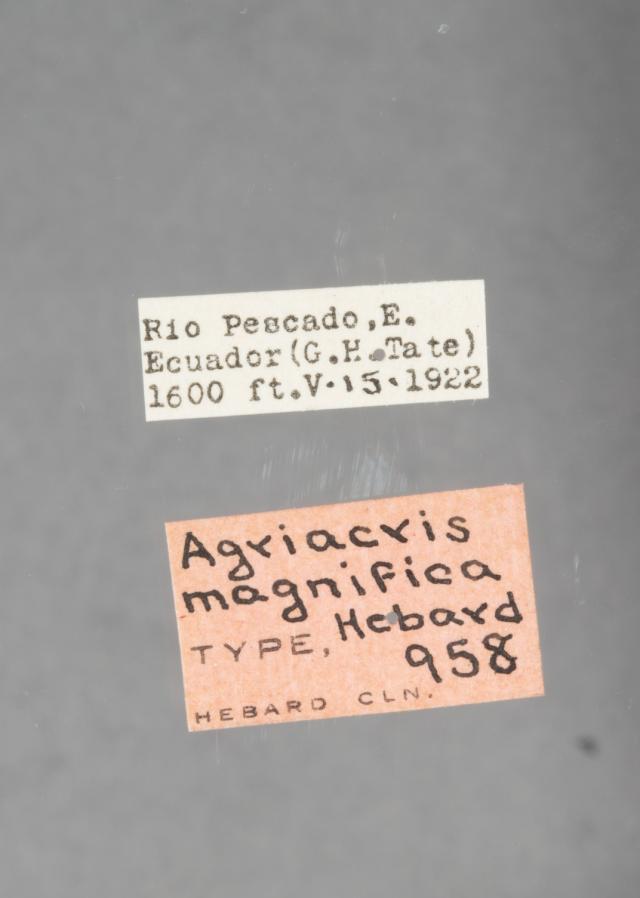 Rio Pescado,E.
Ecuador(G.H.Tate)
1600 ft.V·15·1922
Agriacris
magnifica
Hebard
TYPE,
958
HEBARD CLN.